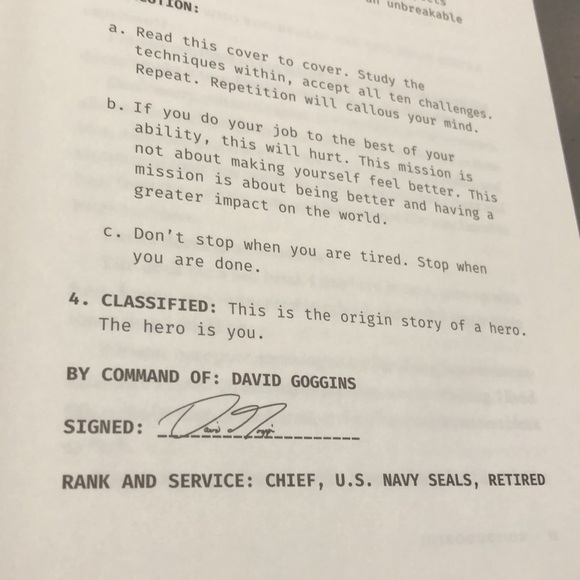 an unbreakable
a. Read this cover to cover. Study the
techniques within, accept all ten challenges.
Repeat. Repetition will callous your mind.
b. If you do your job to the best of your
ability, this will hurt. This mission is
not about making yourself feel better. This
mission is about being better and having a
greater impact on the world.
c. Don't stop when you are tired. Stop when
you are done.
4. CLASSIFIED: This is the origin story of a hero.
The hero is you.
BY COMMAND OF: DAVID GOGGINS
SIGNED: David Goggins
RANK AND SERVICE: CHIEF, U.S. NAVY SEALS, RETIRED